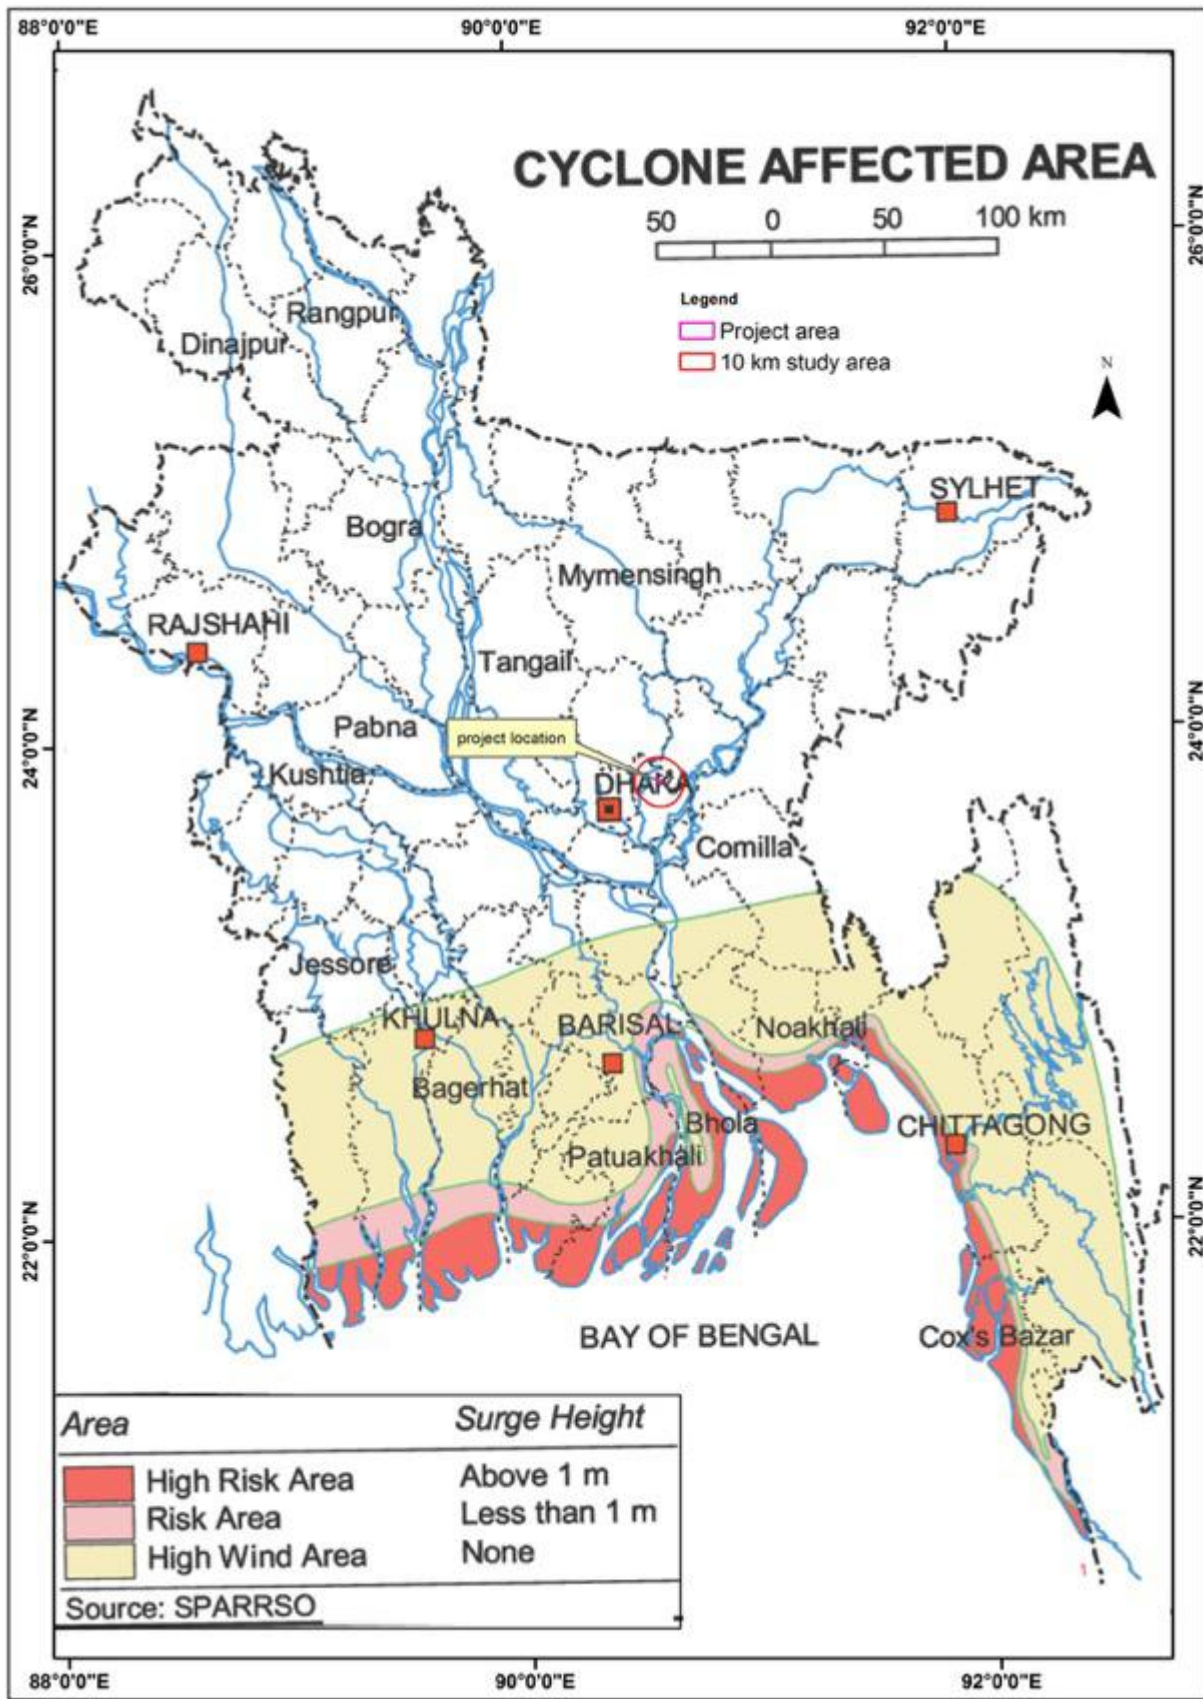 88°0'0"E 90°0'0"E 92°0'0"E
CYCLONE AFFECTED AREA
50 0 50 100 km
26°0'0"N 26°0'0"N
Legend
Project area
10 km study area
N
Rangpur
Dinajpur
SYLHET
Bogra
Mymensingh
RAJSHAHI
Tangail
Pabna
project location
24°0'0"N 24°0'0"N
Kushtia
DHAKA
Comilla
Jessore
KHULNA BARISAL Noakhali
Bagerhat
Bhola CHITTAGONG
Patuakhali
22°0'0"N 22°0'0"N
BAY OF BENGAL Cox's Bazar
Area Surge Height
High Risk Area Above 1 m
Risk Area Less than 1 m
High Wind Area None
Source: SPARRSO
1
88°0'0"E 90°0'0"E 92°0'0"E